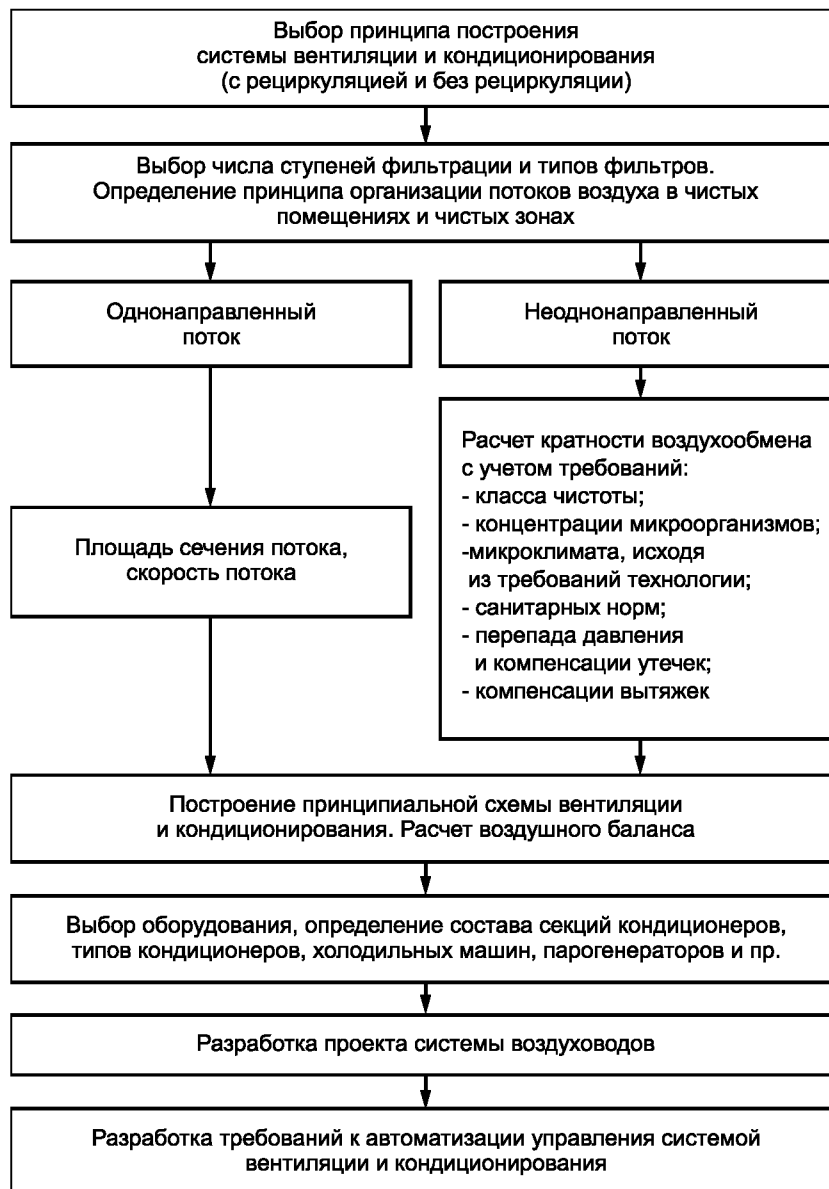 Выбор принципа построения
системы вентиляции и кондиционирования
(с рециркуляцией и без рециркуляции)
Выбор числа ступеней фильтрации и типов фильтров.
Определение принципа организации потоков воздуха в чистых
помещениях и чистых зонах
Однонаправленный
поток
Неоднонаправленный
поток
Площадь сечения потока,
скорость потока
Расчет кратности воздухообмена
с учетом требований:
- класса чистоты;
- концентрации микроорганизмов;
-микроклимата, исходя
из требований технологии;
- санитарных норм;
- перепада давления
и компенсации утечек;
- компенсации вытяжек
Построение принципиальной схемы вентиляции
и кондиционирования. Расчет воздушного баланса
Выбор оборудования, определение состава секций кондиционеров,
типов кондиционеров, холодильных машин, парогенераторов и пр.
Разработка проекта системы воздуховодов
Разработка требований к автоматизации управления системой
вентиляции и кондиционирования